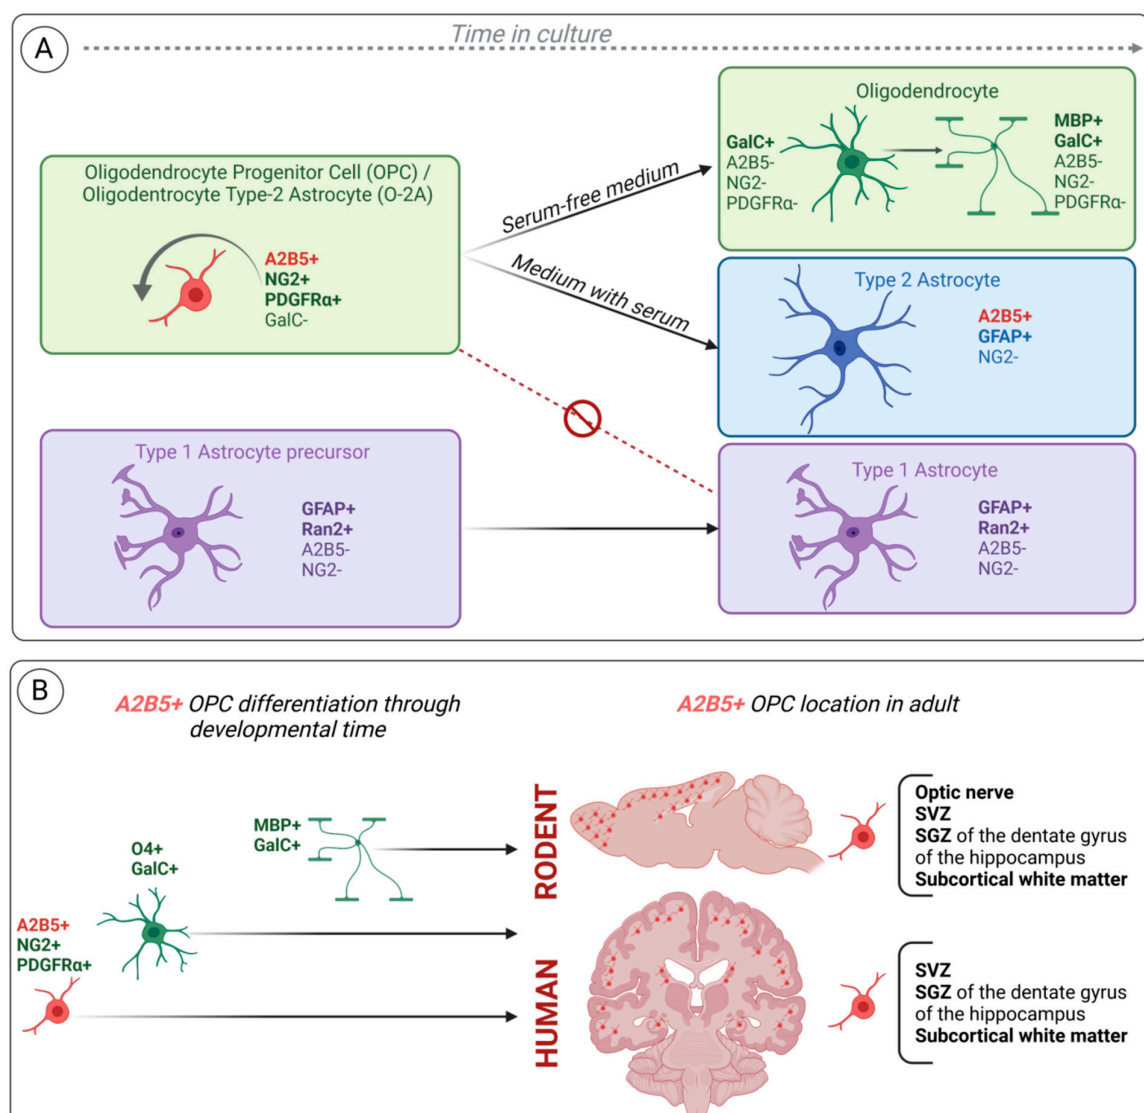 A
Time in culture
Oligodendrocyte Progenitor Cell (OPC) /
Oligodentrocyte Type-2 Astrocyte (O-2A)
A2B5+
NG2+
PDGFRα+
GalC-
Serum-free medium
Medium with serum
Oligodendrocyte
GalC+
A2B5-
NG2-
PDGFRα-
MBP+
GalC+
A2B5-
NG2-
PDGFRα-
Type 2 Astrocyte
A2B5+
GFAP+
NG2-
Type 1 Astrocyte precursor
GFAP+
Ran2+
A2B5-
NG2-
Type 1 Astrocyte
GFAP+
Ran2+
A2B5-
NG2-
B
A2B5+ OPC differentiation through
developmental time
A2B5+
NG2+
PDGFRα+
O4+
GalC+
MBP+
GalC+
A2B5+ OPC location in adult
RODENT
Optic nerve
SVZ
SGZ of the dentate gyrus
of the hippocampus
Subcortical white matter
HUMAN
SVZ
SGZ of the dentate gyrus
of the hippocampus
Subcortical white matter